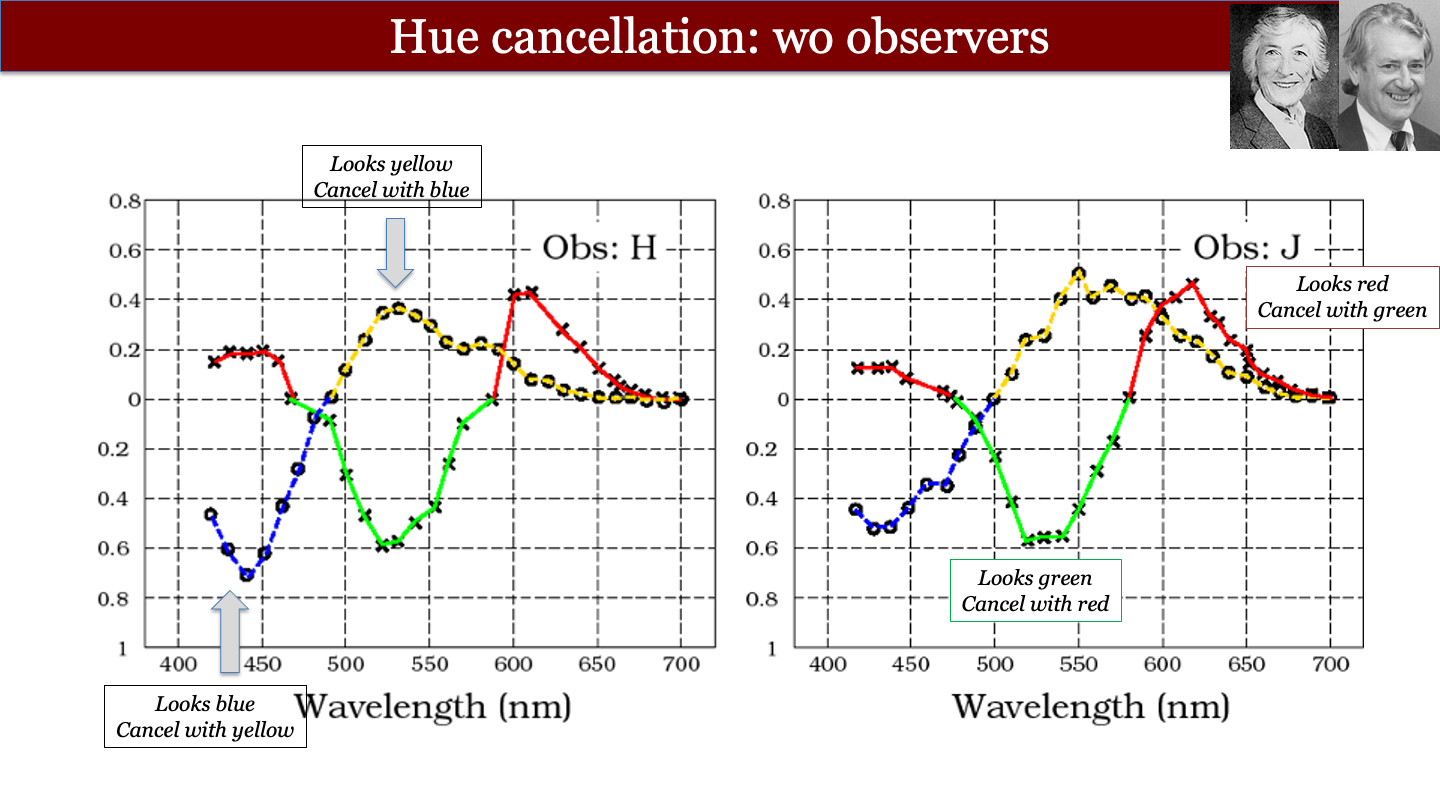 Hue cancellation: wo observers
Looks yellow
Cancel with blue
0.8
0.6
0.4
0.2
0
0.2
0.4
0.6
0.8
1
Obs: H
400 450 500 550 600 650 700
Wavelength (nm)
Looks blue
Cancel with yellow
0.8
0.6
0.4
0.2
0
0.2
0.4
0.6
0.8
1
Obs: J
Looks red
Cancel with green
Looks green
Cancel with red
400 450 500 550 600 650 700
Wavelength (nm)